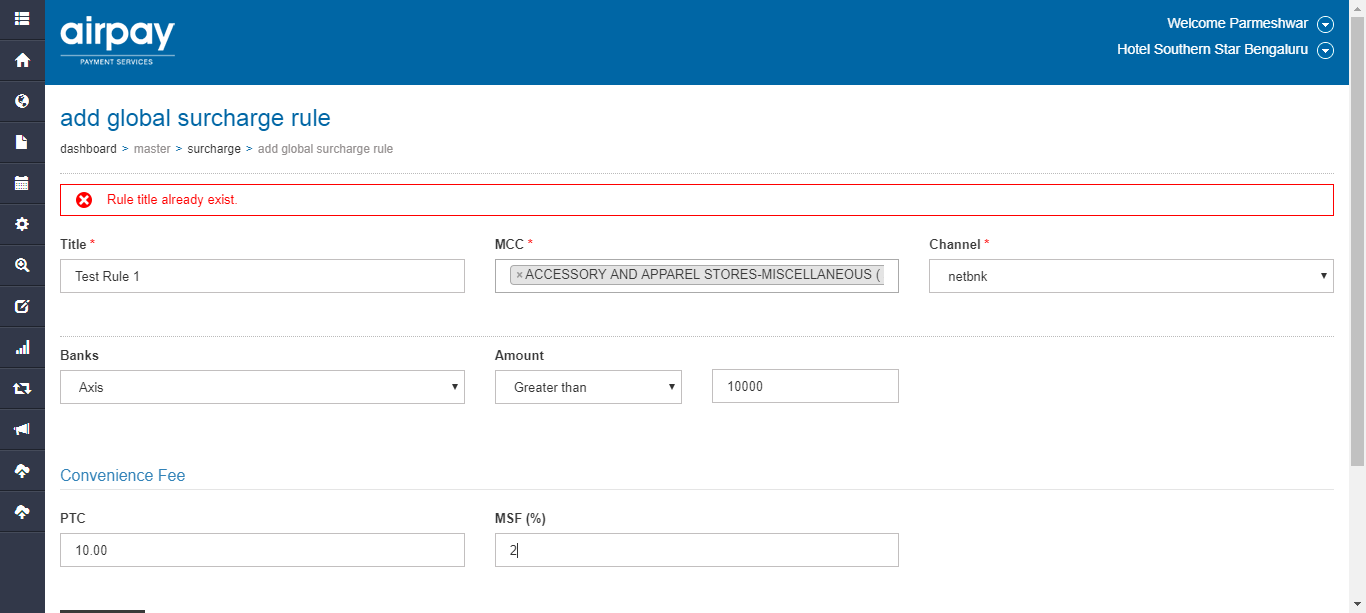 airpay
PAYMENT SERVICES
Welcome Parmeshwar
Hotel Southern Star Bengaluru
add global surcharge rule
dashboard > master > surcharge > add global surcharge rule
Rule title already exist.
Title * MCC * Channel *
Test Rule 1 ×ACCESSORY AND APPAREL STORES-MISCELLANEOUS ( netbnk
Banks Amount
Axis Greater than 10000
Convenience Fee
PTC MSF (%)
10.00 2